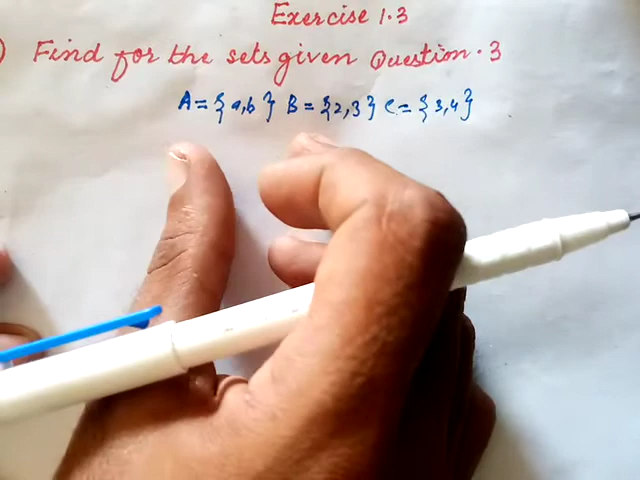 Exercise 1.3
) Find for the sets given Question. 3
A = {a,b} B = {2,3} C = {3,4}